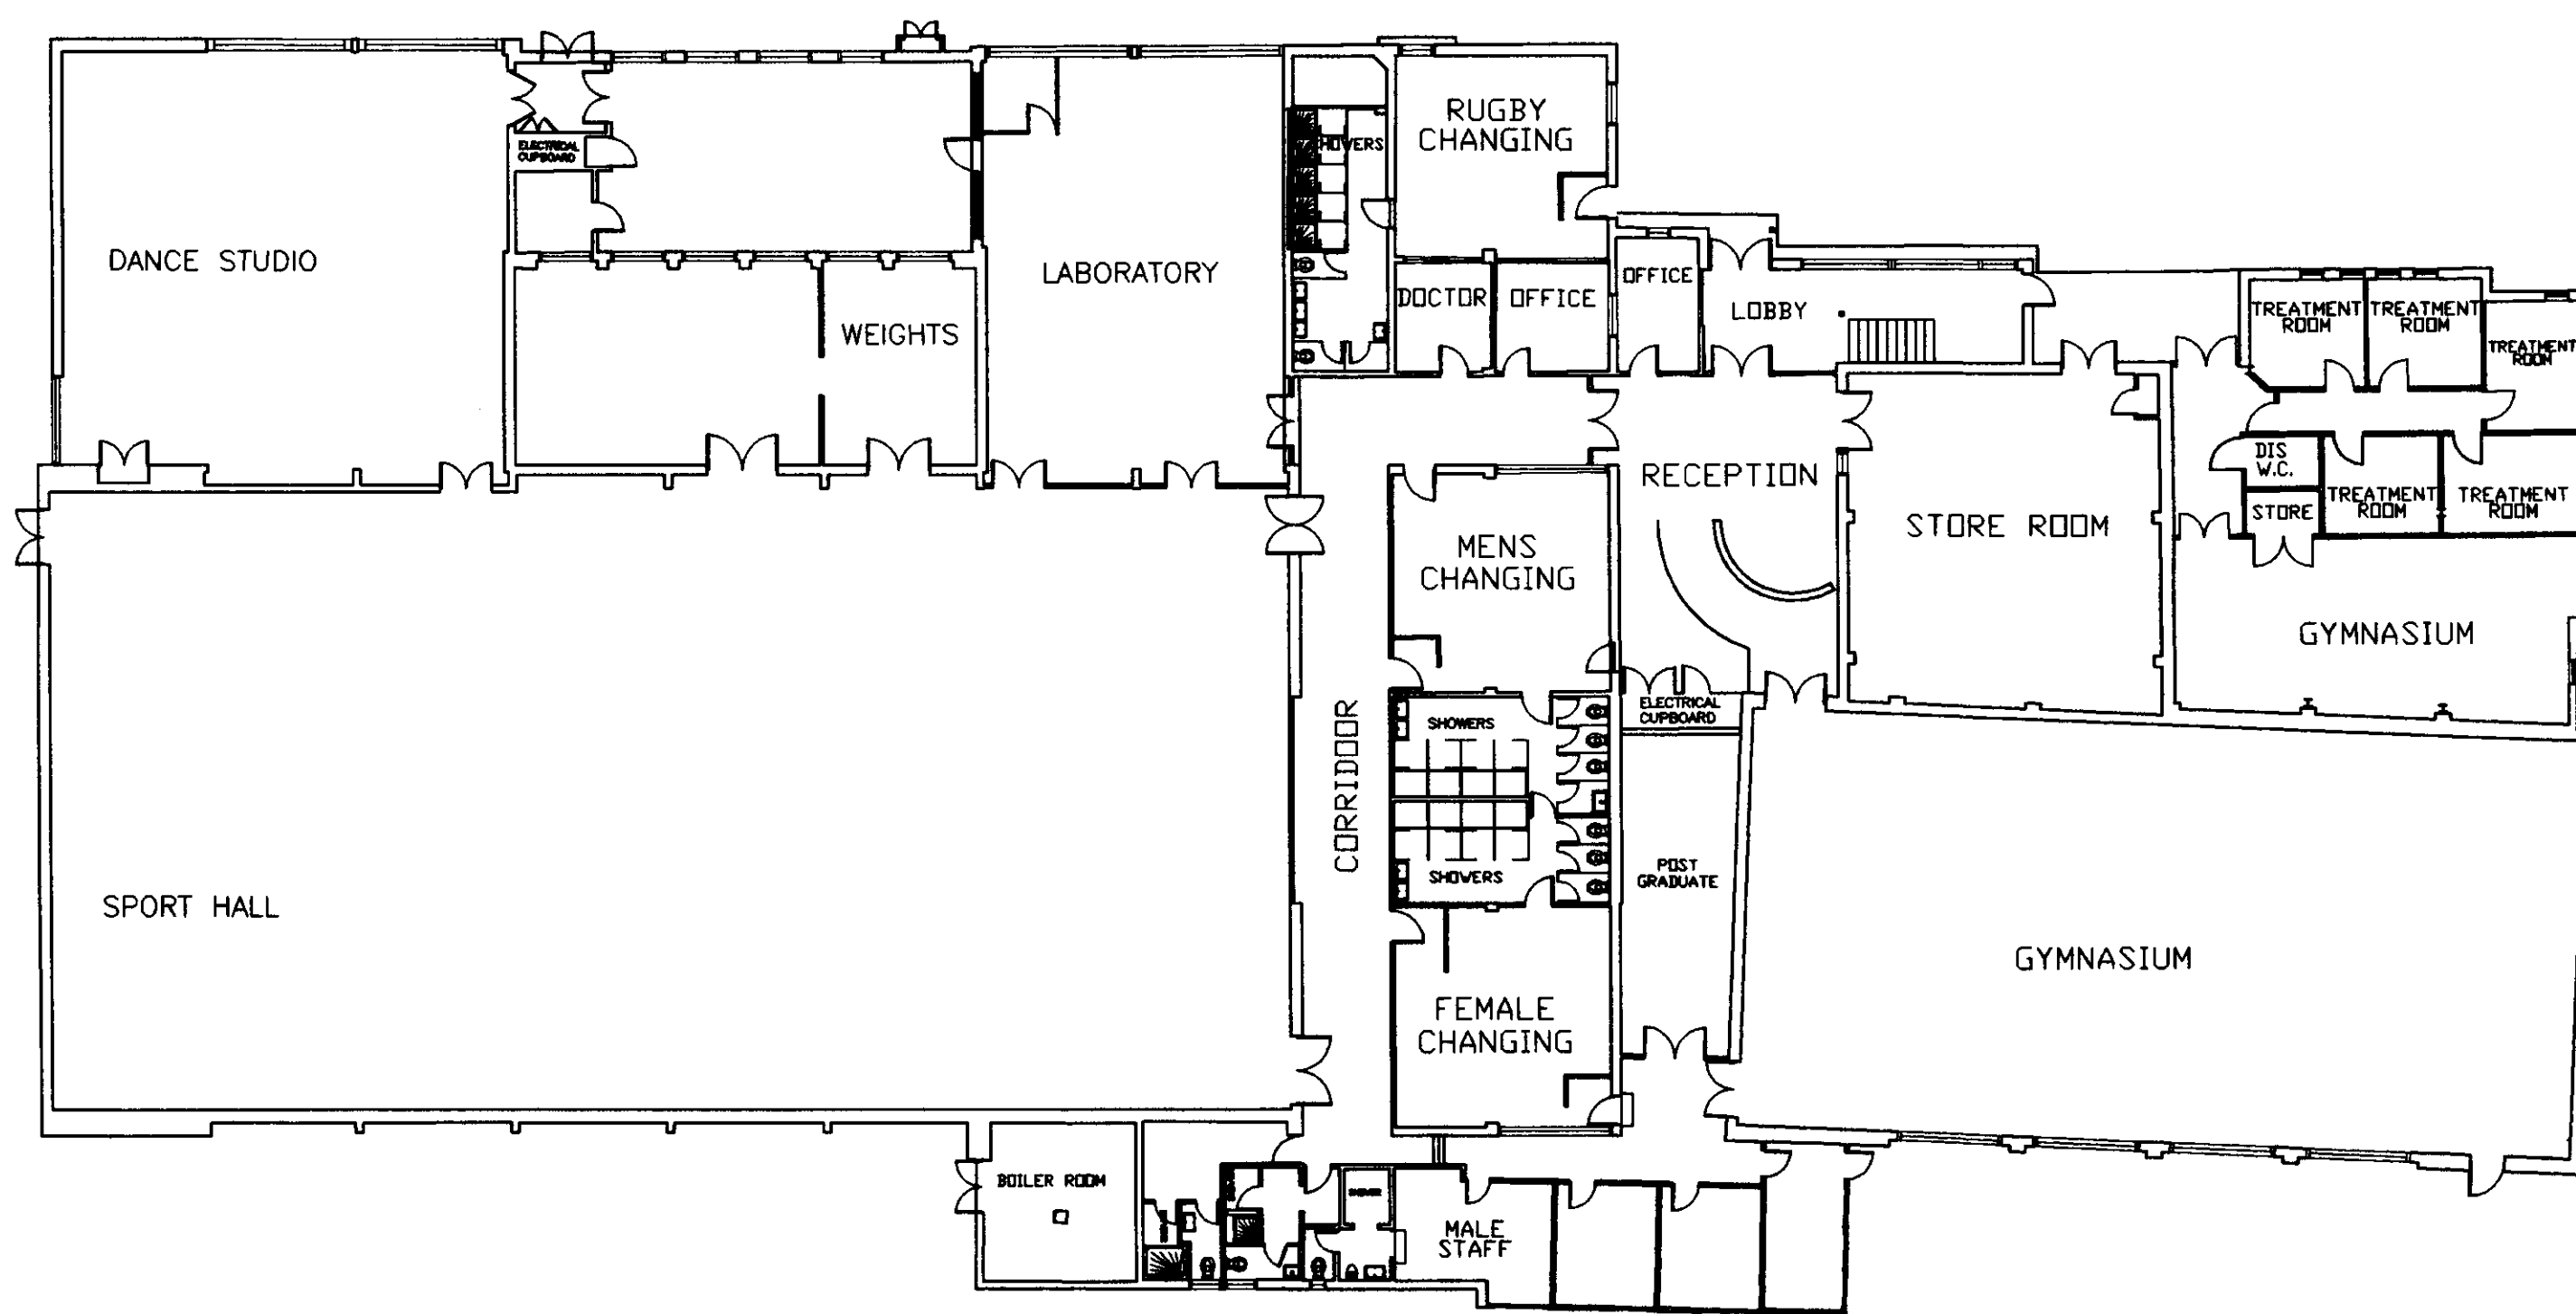 RUGBY
CHANGING
ELECTRICAL
CUPBOARD
HOWERS
DANCE STUDIO
LABORATORY
DOCTOR
OFFICE
OFFICE
LOBBY
WEIGHTS
TREATMENT
ROOM
TREATMENT
ROOM
TREATMENT
ROOM
RECEPTION
DIS
W.C.
STORE
TREATMENT
ROOM
TREATMENT
ROOM
STORE ROOM
MENS
CHANGING
GYMNASIUM
ELECTRICAL
CUPBOARD
SHOWERS
CORRIDOR
SHOWERS
POST
GRADUATE
SPORT HALL
GYMNASIUM
FEMALE
CHANGING
BOILER ROOM
MALE
STAFF